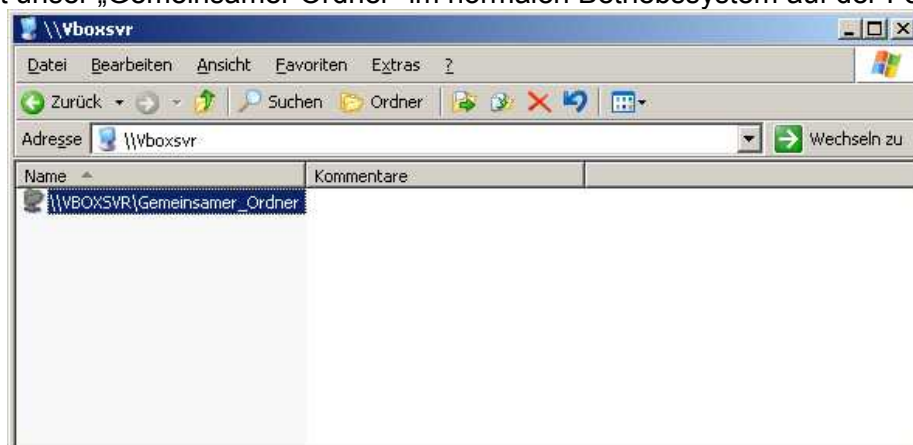 unser „Gemeinsamer Ordner“ im normalen Betriebssystem auf der
\\Vboxsvr
Datei Bearbeiten Ansicht Favoriten Extras ?
Zurück Suchen Ordner
Adresse \\Vboxsvr Wechseln zu
Name Kommentare
\\VBOXSVR\Gemeinsamer_Ordner